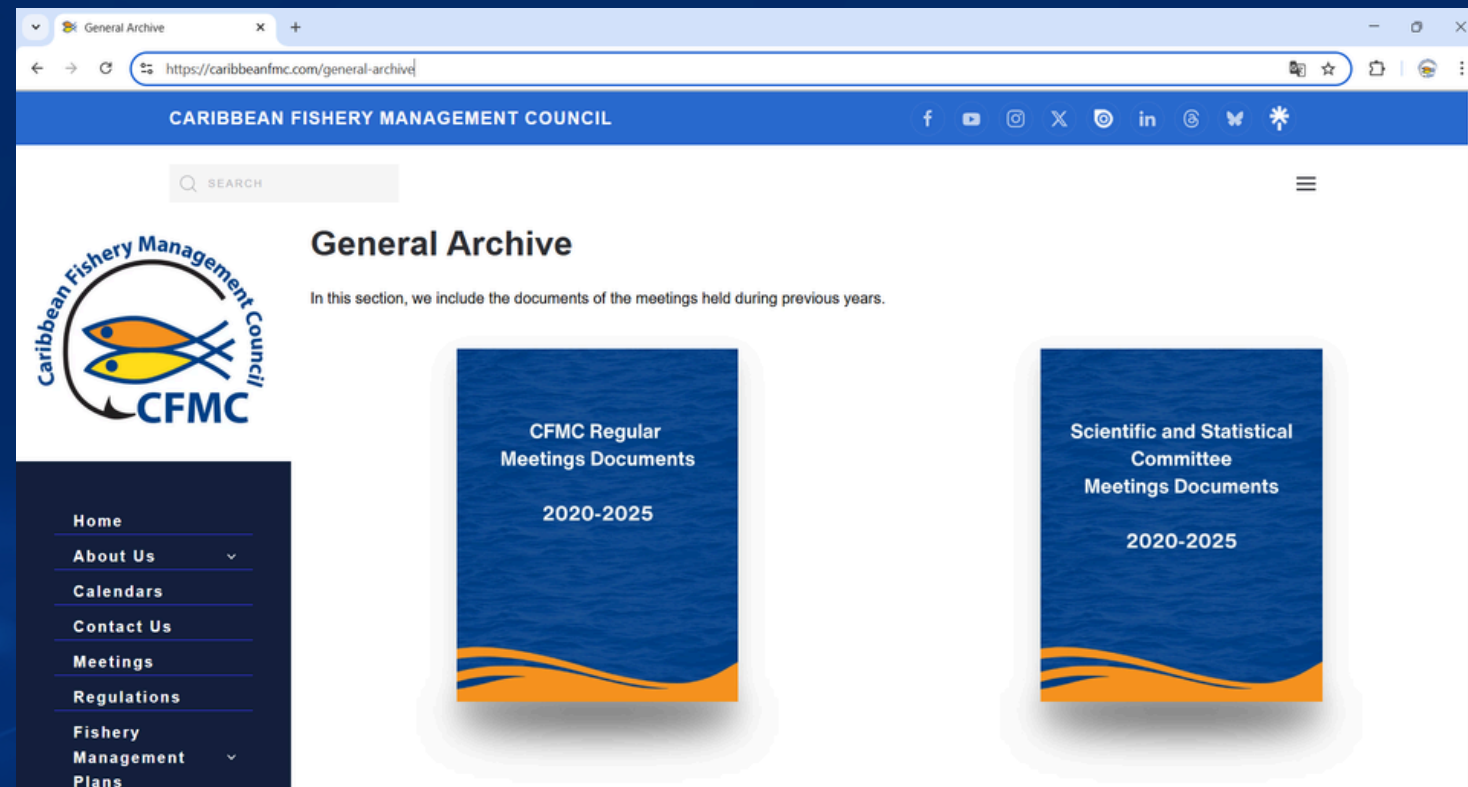 General Archive
https://caribbeanfmc.com/general-archive
CARIBBEAN FISHERY MANAGEMENT COUNCIL
SEARCH
Caribbean Fishery Management Council
CFMC
General Archive
In this section, we include the documents of the meetings held during previous years.
CFMC Regular
Meetings Documents
2020-2025
Scientific and Statistical
Committee
Meetings Documents
2020-2025
Home
About Us
Calendars
Contact Us
Meetings
Regulations
Fishery
Management
Plans